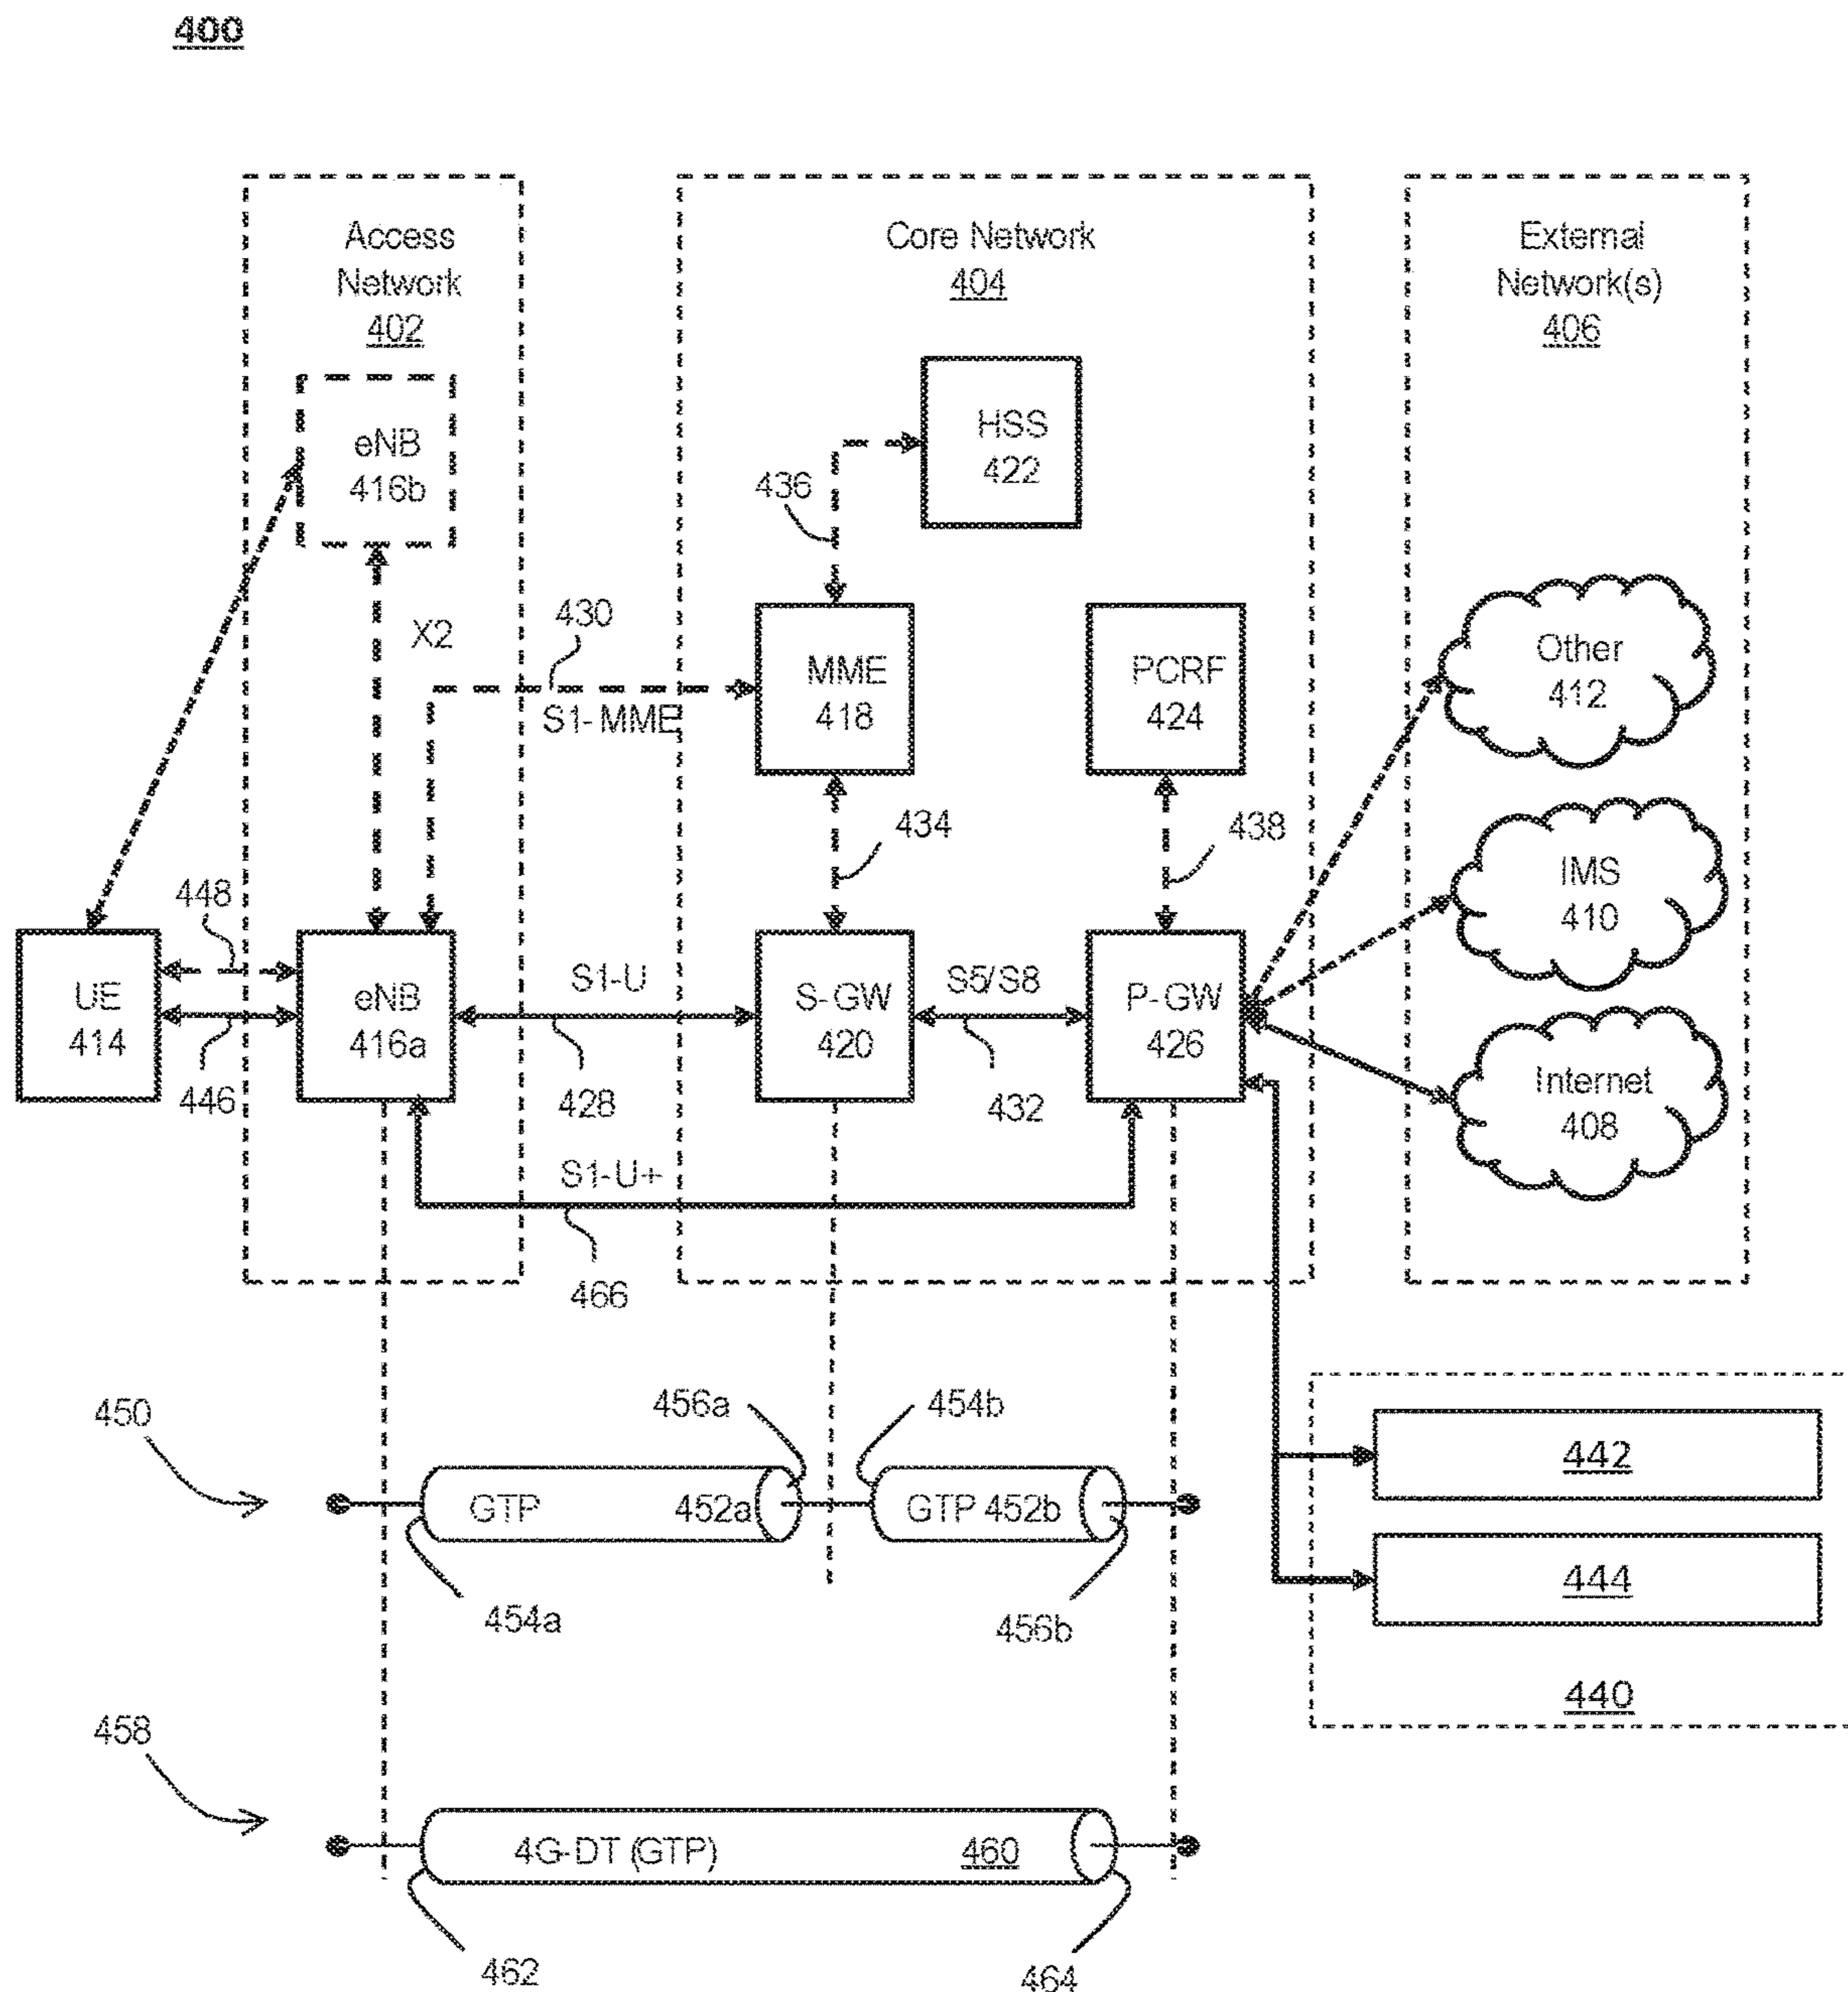 400
Access
Network
402
Core Network
404
External
Network(s)
406
eNB
416b
HSS
422
436
X2
430
S1-MME
MME
418
PCRF
424
Other
412
434
438
IMS
410
448
UE
414
446
eNB
416a
S1-U
428
S-GW
420
S5/S8
432
P-GW
426
Internet
408
S1-U+
466
450
456a
454b
GTP 452a
GTP 452b
454a
456b
442
444
440
458
4G-DT (GTP) 460
462
464